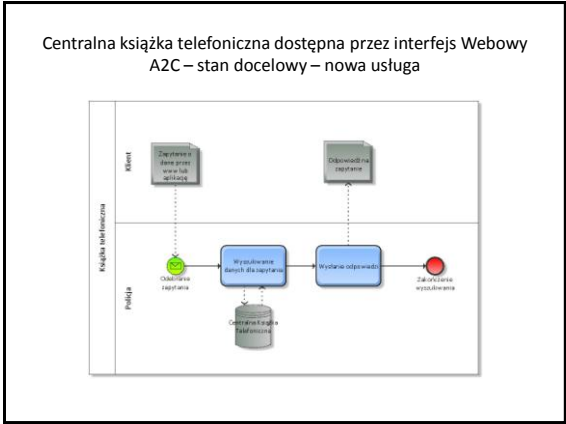 Centralna książka telefoniczna dostępna przez interfejs Webowy
A2C – stan docelowy – nowa usługa
Książka telefoniczna
Klient
Zapytanie o
dane przez
www lub
aplikację
Odpowiedź na
zapytanie
Policja
Odebranie
zapytania
Wyszukiwanie
danych dla zapytania
Wysłanie odpowiedzi
Zakończenie
wyszukiwania
Centralna Książka
Telefoniczna